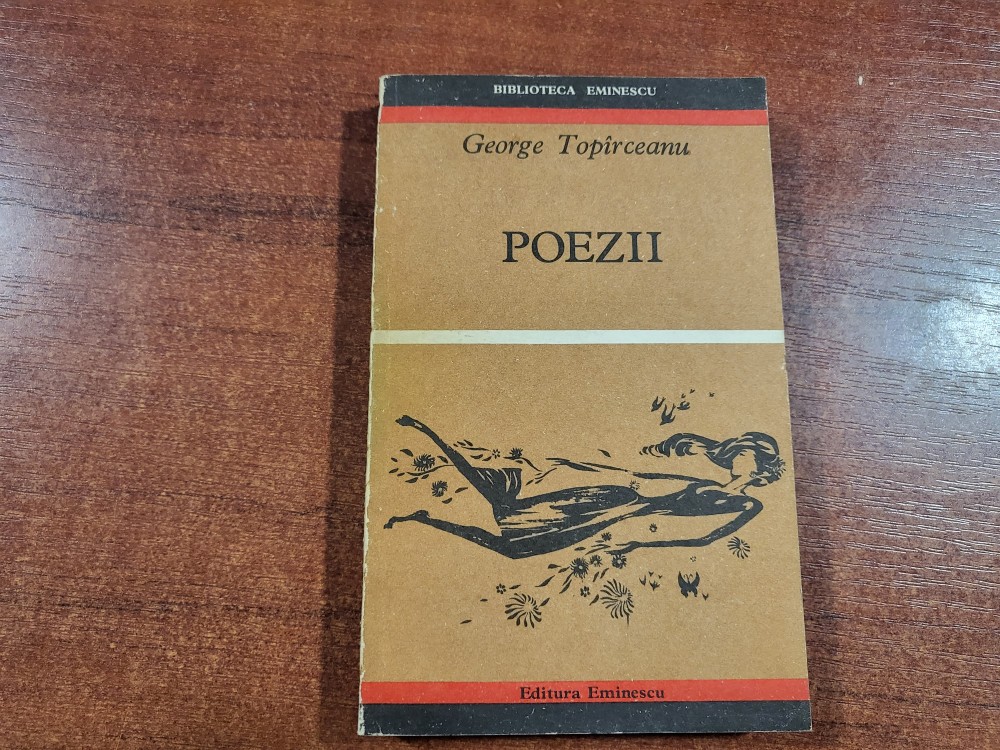 BIBLIOTECA EMINESCU
George Topîrceanu
POEZII
Editura Eminescu